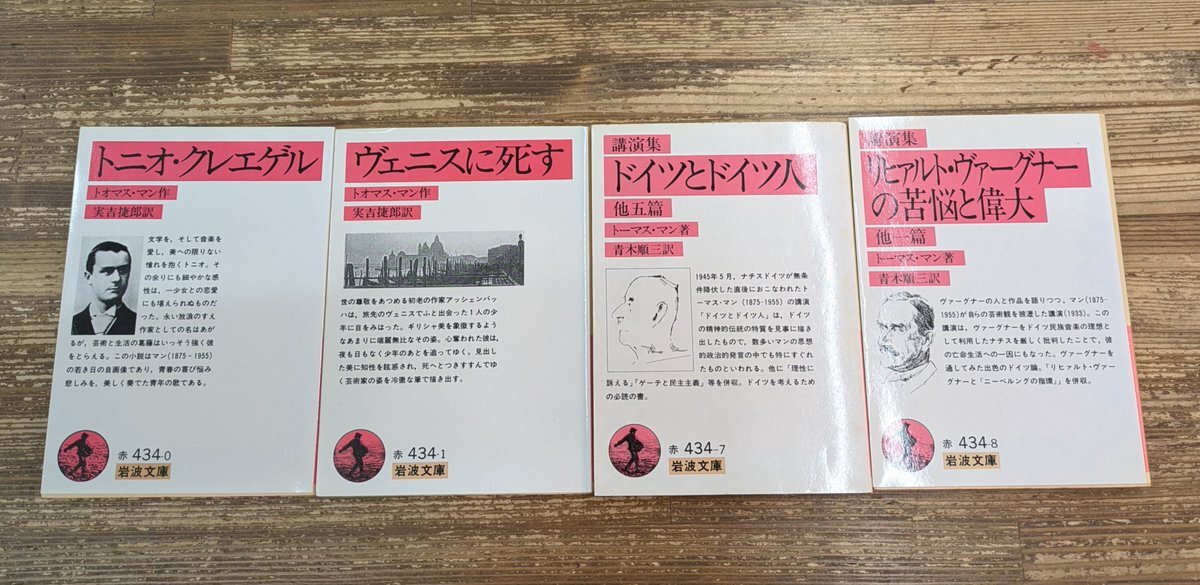 トニオ・クレエゲル
トオマス・マン作
実吉捷郎訳
文学を，そして音楽を
愛し，美への限りない
憧れを抱くトニオ．そ
の余りにも細やかな感
性は，一少女との恋愛
にも堪えられぬものだ
った．永い放浪のすえ
作家としての名はあが
るが，芸術と生活の葛藤はいっそう強く彼
をとらえる．この小説はマン(1875-1955)
の若き日の自画像であり，青春の喜び悩み
悲しみを，美しく奏でた青年の歌である．
赤 434-0
岩波文庫
ヴェニスに死す
トオマス・マン作
実吉捷郎訳
世の尊敬をあつめる初老の作家アッシェンバッ
ハは，旅先のヴェニスでふと出会った1人の少
年に目をみはった．ギリシャ美を象徴するよう
なあまりに端麗無比なその姿．心奪われた彼は，
夜も日もなく少年のあとを追ってゆく．見出し
た美に知性を眩惑され，死へとつきすすんでゆ
く芸術家の姿を冷徹な筆で描き出す．
赤 434-1
岩波文庫
講演集
ドイツとドイツ人
他五篇
トーマス・マン著
青木順三訳
1945年5月，ナチスドイツが無条
件降伏した直後におこなわれたト
ーマス・マン(1875-1955)の講演
「ドイツとドイツ人」は，ドイツ
の精神的伝統の特質を見事に描き
出したもので，数多いマンの思想
的政治的発言の中でも特にすぐれ
たものといわれる．他に「理性に
訴える」「ゲーテと民主主義」等を併収．ドイツを考えるため
の必読の書．
赤 434-7
岩波文庫
講演集
リヒァルト・ヴァーグナー
の苦悩と偉大
他一篇
トーマス・マン著
青木順三訳
ヴァーグナーの人と作品を語りつつ，マン(1875-
1955)が自らの芸術観を披瀝した講演(1933)．この
講演は，ヴァーグナーをドイツ民族音楽の理想と
して利用したナチスを厳しく批判したことで，彼
の亡命生活への一因にもなった．ヴァーグナーを
通してみた出色のドイツ論．「リヒァルト・ヴァー
グナーと『ニーベルングの指環』」を併収．
赤 434-8
岩波文庫